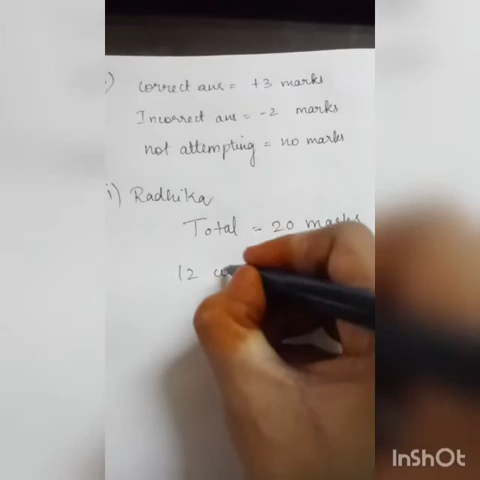 correct ans = +3 marks
Incorrect ans = -2 marks
not attempting = no marks
i) Radhika
Total = 20 marks
12
InShOt